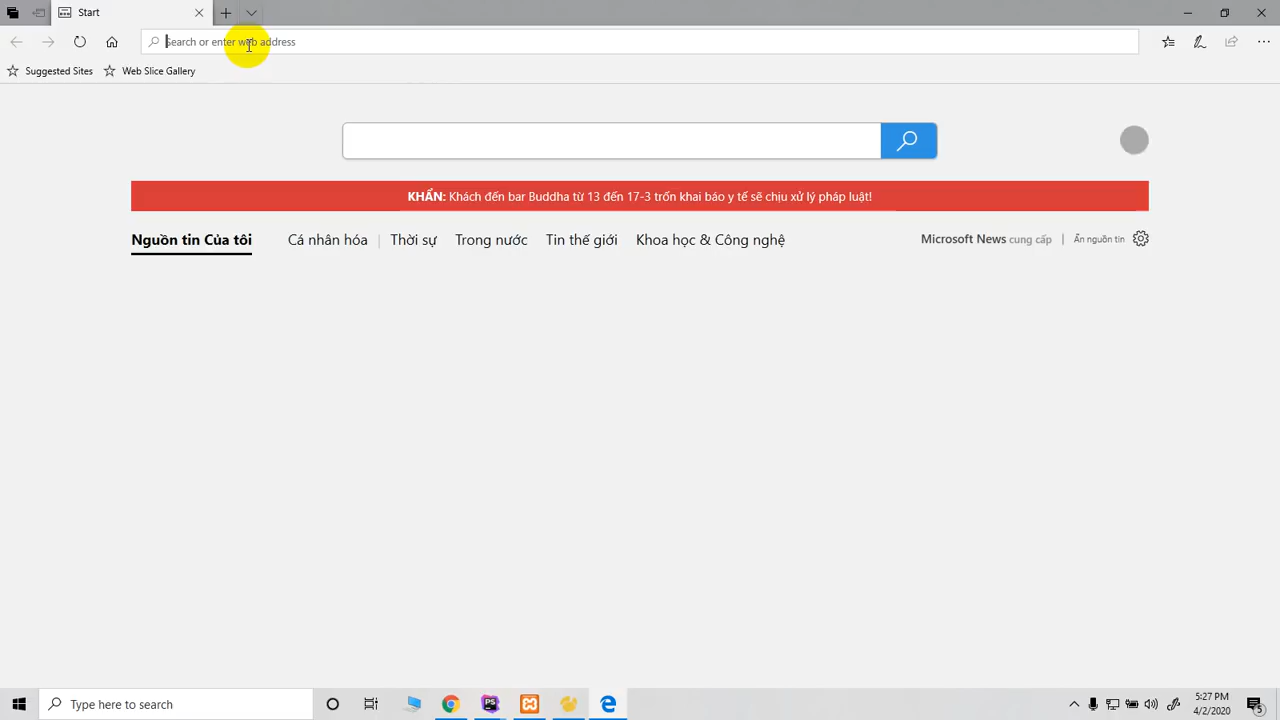 Start
Search or enter web address
Suggested Sites
Web Slice Gallery
KHẨN: Khách đến bar Buddha từ 13 đến 17-3 trốn khai báo y tế sẽ chịu xử lý pháp luật!
Nguồn tin Của tôi
Cá nhân hóa | Thời sự Trong nước Tin thế giới Khoa học & Công nghệ
Microsoft News cung cấp | Ẩn nguồn tin
Type here to search
PS
5:27 PM
4/2/2020
5